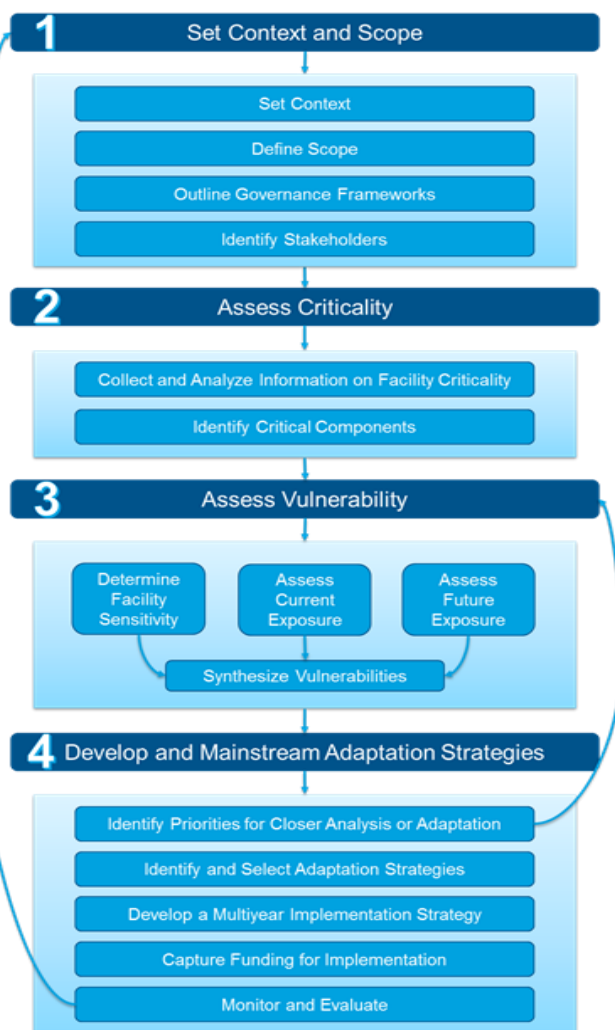 1 Set Context and Scope
Set Context
Define Scope
Outline Governance Frameworks
Identify Stakeholders
2 Assess Criticality
Collect and Analyze Information on Facility Criticality
Identify Critical Components
3 Assess Vulnerability
Determine
Facility
Sensitivity
Assess
Current
Exposure
Assess
Future
Exposure
Synthesize Vulnerabilities
4 Develop and Mainstream Adaptation Strategies
Identify Priorities for Closer Analysis or Adaptation
Identify and Select Adaptation Strategies
Develop a Multiyear Implementation Strategy
Capture Funding for Implementation
Monitor and Evaluate